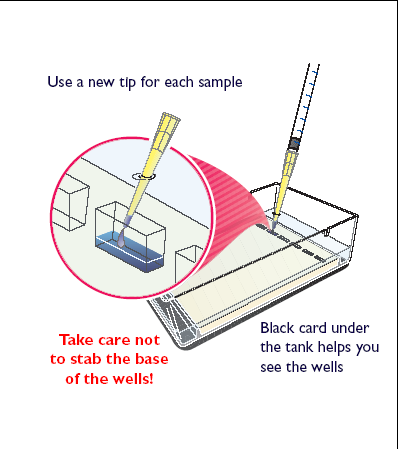 Use a new tip for each sample
Take care not
to stab the base
of the wells!
Black card under
the tank helps you
see the wells